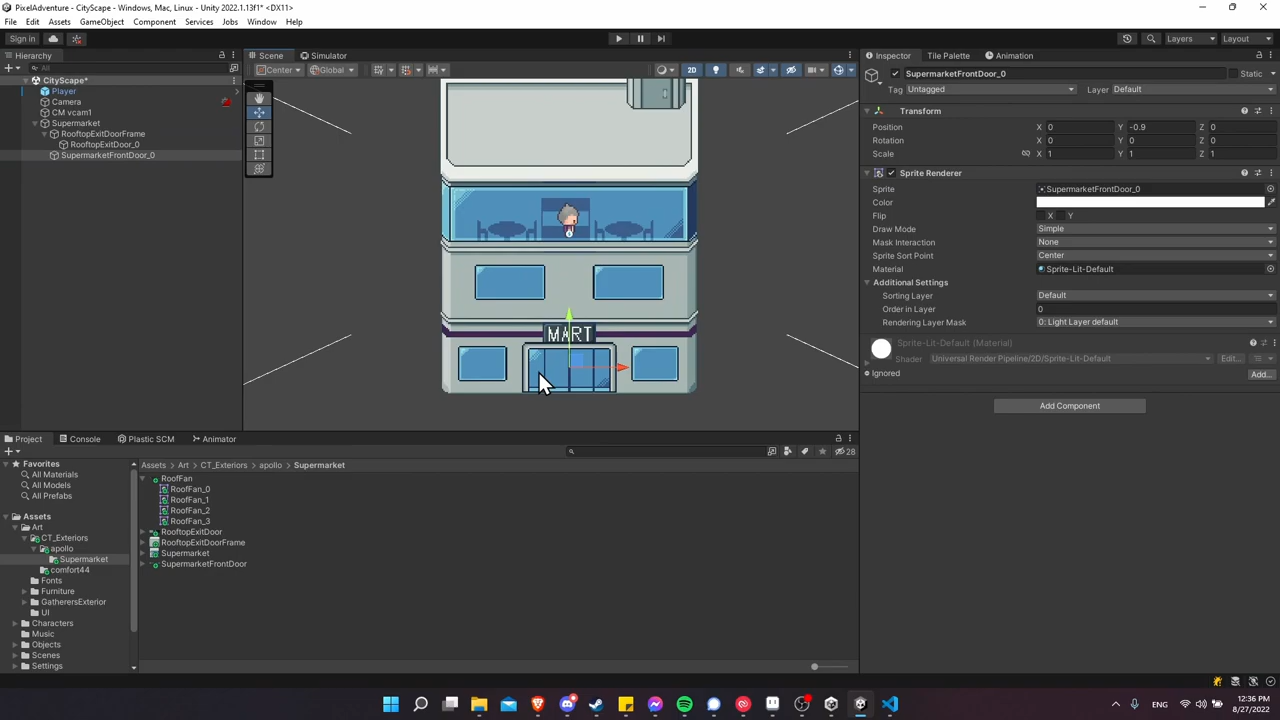 PixelAdventure - CityScape - Windows, Mac, Linux - Unity 2022.1.13f1* <DX11>
File Edit Assets GameObject Component Services Jobs Window Help
Sign in Layers Layout
Hierarchy Scene Simulator Inspector Tile Palette Animation
All Center Global 2D
CityScape*
Player
Camera
CM vcam1
Supermarket
RooftopExitDoorFrame
RooftopExitDoor_0
SupermarketFrontDoor_0
MART
SupermarketFrontDoor_0 Static
Tag Untagged Layer Default
Transform
Position X 0 Y -0.9 Z 0
Rotation X 0 Y 0 Z 0
Scale X 1 Y 1 Z 1
Sprite Renderer
Sprite SupermarketFrontDoor_0
Color
Flip X Y
Draw Mode Simple
Mask Interaction None
Sprite Sort Point Center
Material Sprite-Lit-Default
Additional Settings
Sorting Layer Default
Order in Layer 0
Rendering Layer Mask 0: Light Layer default
Sprite-Lit-Default (Material)
Shader Universal Render Pipeline/2D/Sprite-Lit-Default Edit...
Ignored Add...
Add Component
Project Console Plastic SCM Animator
28
Favorites
All Materials
All Models
All Prefabs
Assets
Art
CT_Exteriors
apollo
Supermarket
comfort44
Fonts
Furniture
GatherersExterior
UI
Characters
Music
Objects
Scenes
Settings
Assets Art CT_Exteriors apollo Supermarket
RoofFan
RoofFan_0
RoofFan_1
RoofFan_2
RoofFan_3
RooftopExitDoor
RooftopExitDoorFrame
Supermarket
SupermarketFrontDoor
ENG 12:36 PM
8/27/2022